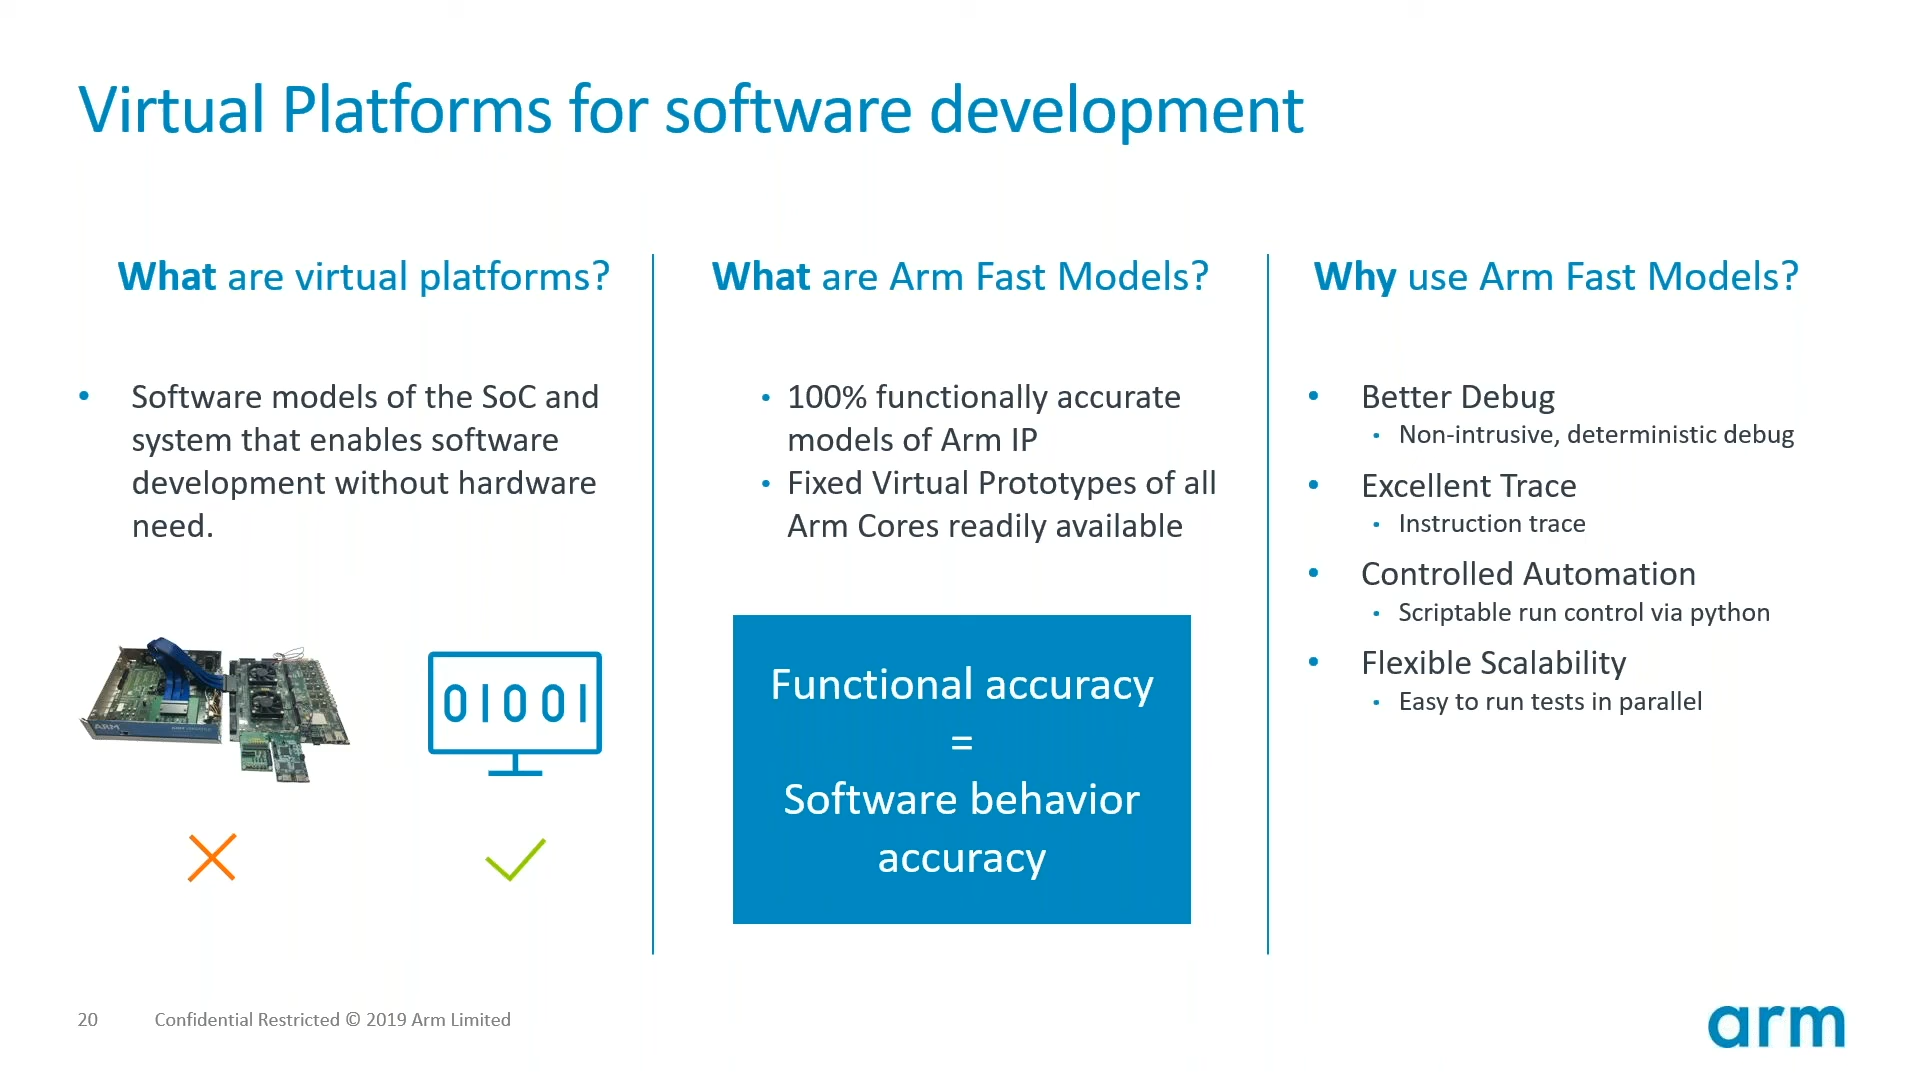 Virtual Platforms for software development
What are virtual platforms?
• Software models of the SoC and
system that enables software
development without hardware
need.
ARM
01001
What are Arm Fast Models?
• 100% functionally accurate
models of Arm IP
• Fixed Virtual Prototypes of all
Arm Cores readily available
Functional accuracy
=
Software behavior
accuracy
Why use Arm Fast Models?
• Better Debug
• Non-intrusive, deterministic debug
• Excellent Trace
• Instruction trace
• Controlled Automation
• Scriptable run control via python
• Flexible Scalability
• Easy to run tests in parallel
20 Confidential Restricted © 2019 Arm Limited
arm